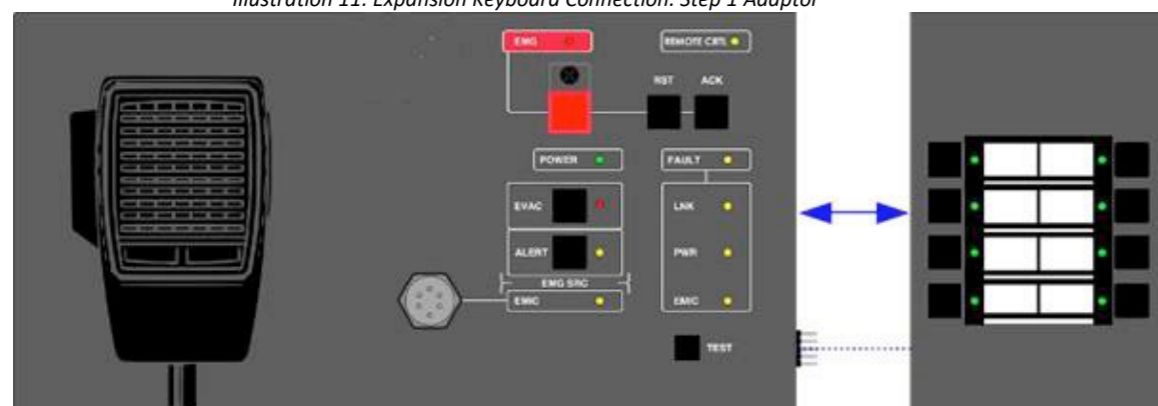 Illustration 11: Expansion Keyboard Connection. Step 1 Adaptor
EMG
REMOTE CRTL
RST
ACK
POWER
FAULT
EVAC
LNK
ALERT
PWR
EMG SRC
EMIC
EMIC
TEST